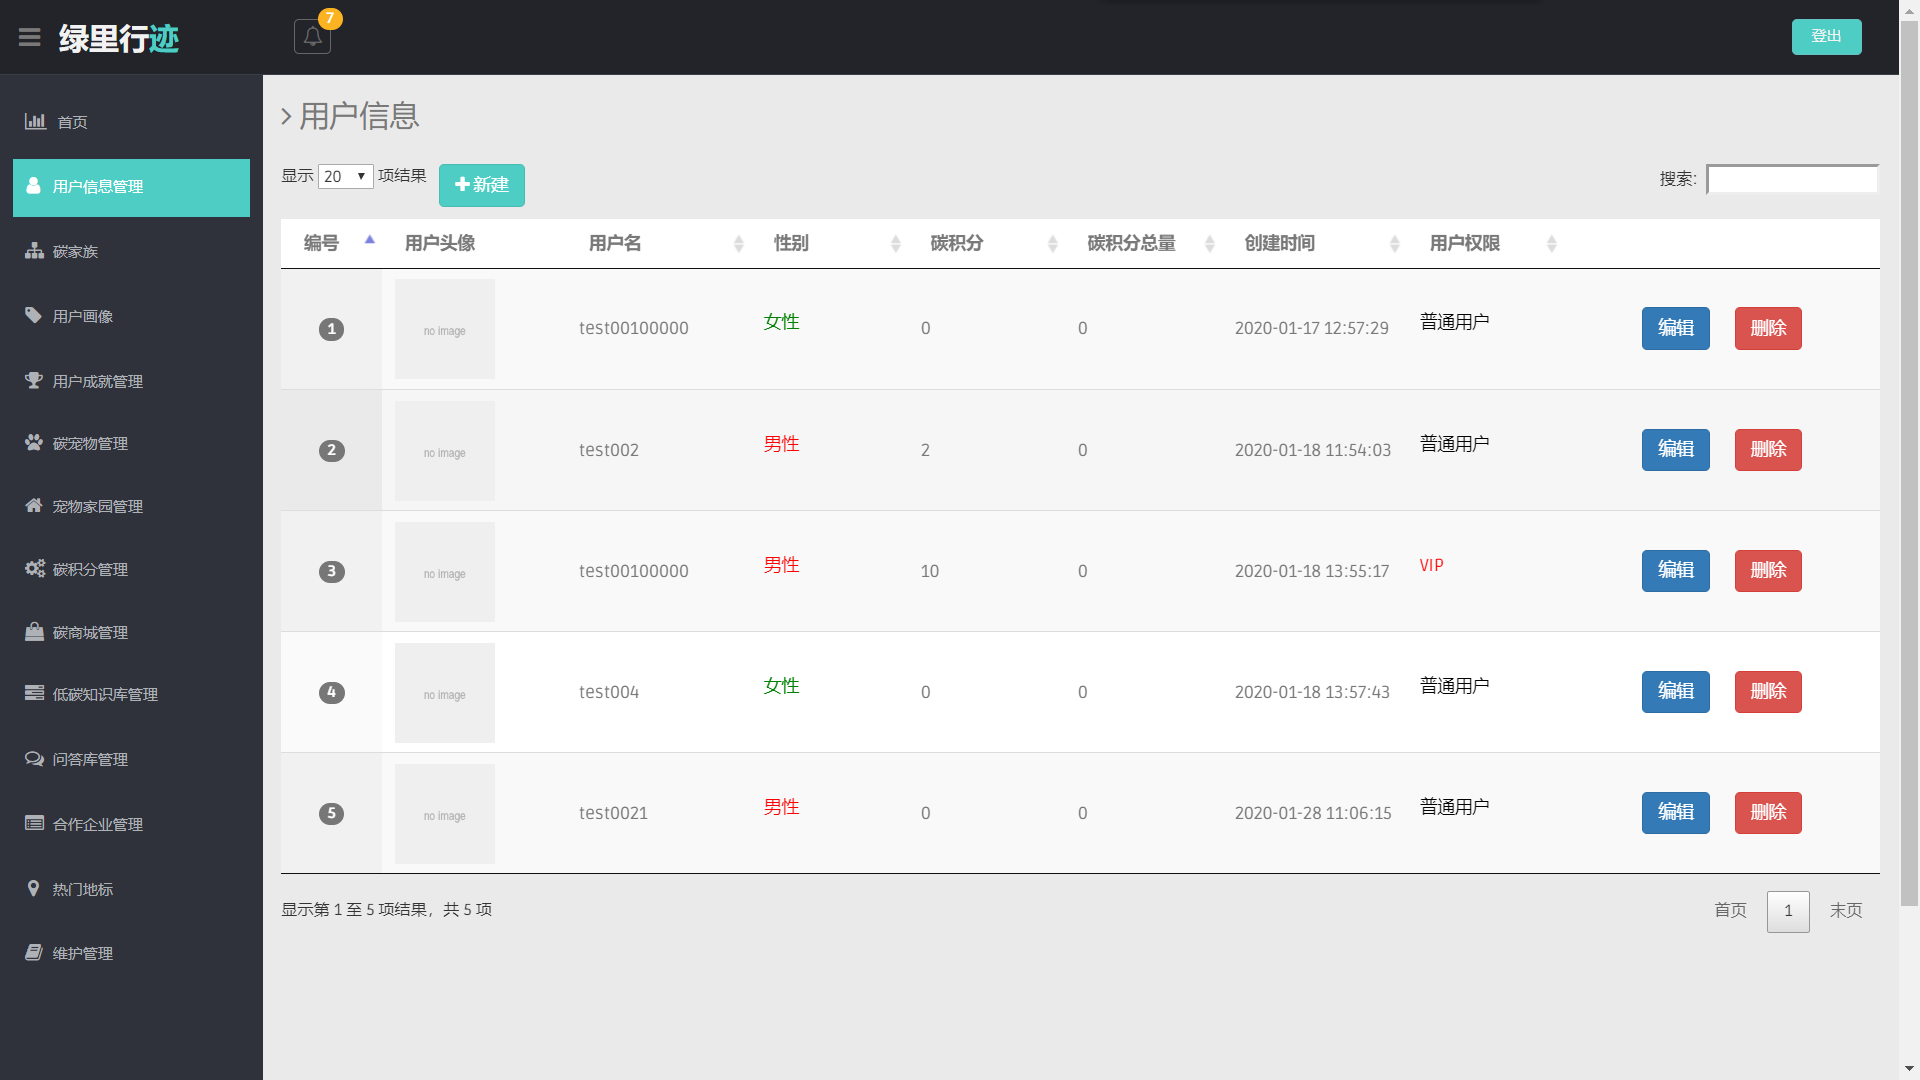 绿里行迹
7
登出
首页
用户信息管理
碳家族
用户画像
用户成就管理
碳宠物管理
宠物家园管理
碳积分管理
碳商城管理
低碳知识库管理
问答库管理
合作企业管理
热门地标
维护管理
用户信息
显示 20 项结果 新建 搜索:
编号 用户头像 用户名 性别 碳积分 碳积分总量 创建时间 用户权限
1 no image test00100000 女性 0 0 2020-01-17 12:57:29 普通用户 编辑 删除
2 no image test002 男性 2 0 2020-01-18 11:54:03 普通用户 编辑 删除
3 no image test00100000 男性 10 0 2020-01-18 13:55:17 VIP 编辑 删除
4 no image test004 女性 0 0 2020-01-18 13:57:43 普通用户 编辑 删除
5 no image test0021 男性 0 0 2020-01-28 11:06:15 普通用户 编辑 删除
显示第 1 至 5 项结果，共 5 项 首页 1 末页